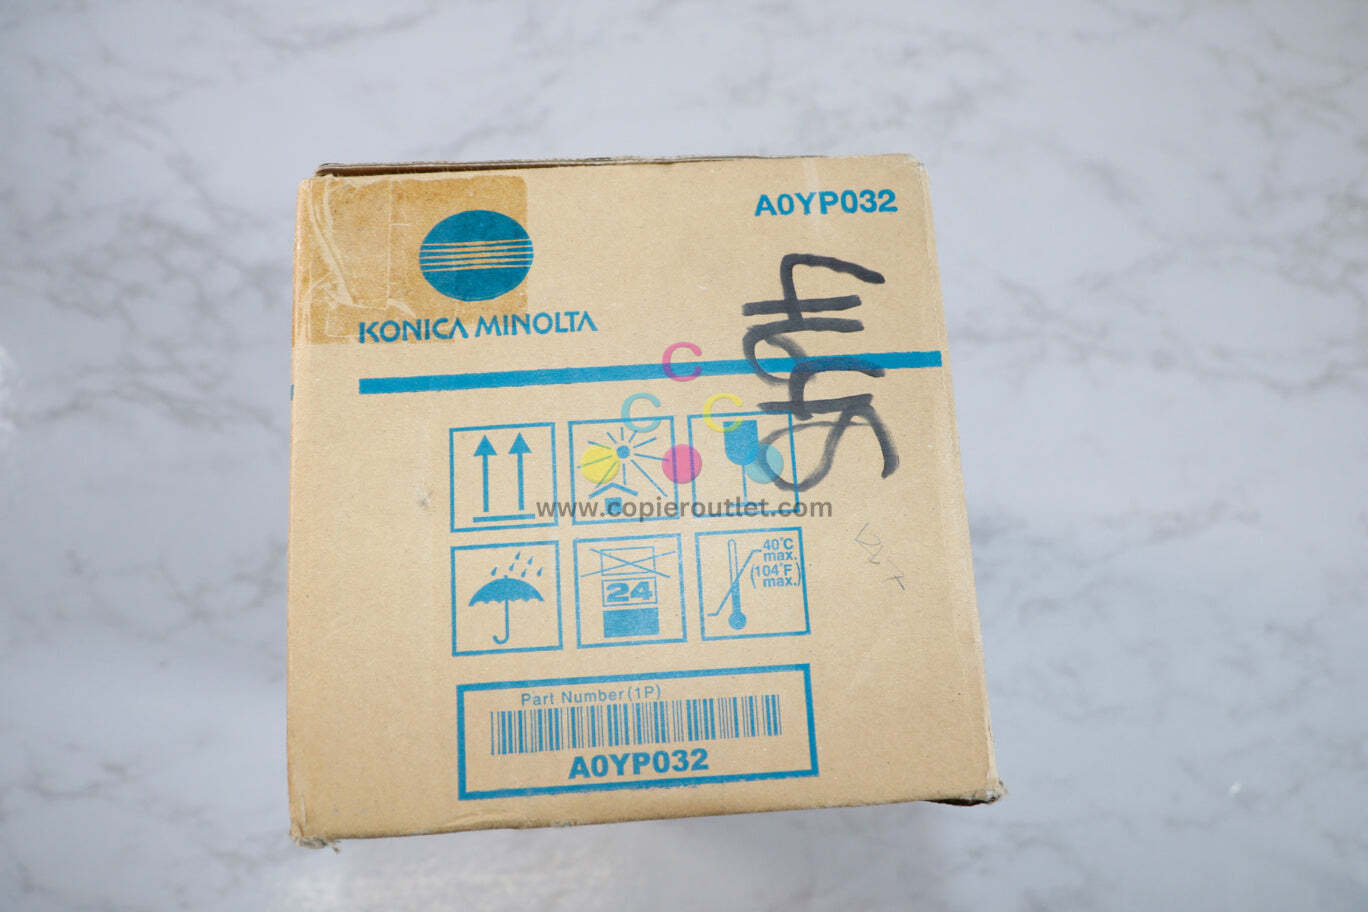 A0YP032
KONICA MINOLTA
C
C C
www.copieroutlet.com
40°C
max.
(104°F
max.)
24
Part Number(1P)
A0YP032